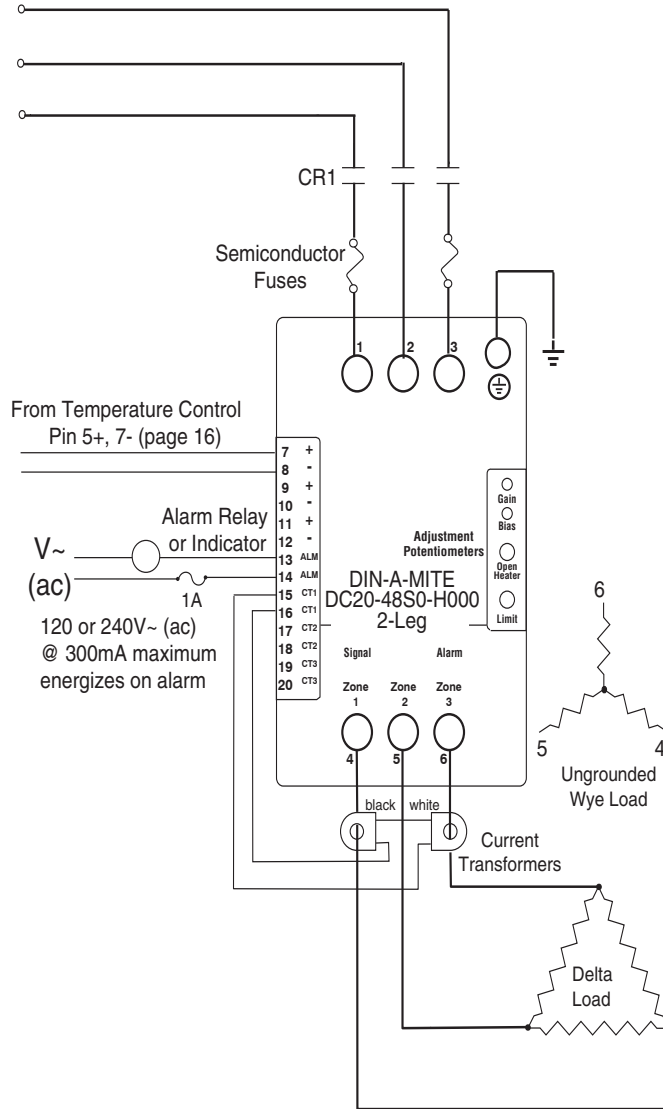 CR1
Semiconductor
Fuses
1
2
3
From Temperature Control
Pin 5+, 7- (page 16)
7 +
8 -
9 +
10 -
11 +
12 -
13 ALM
14 ALM
15 CT1
16 CT1
17 CT2
18 CT2
19 CT3
20 CT3
Alarm Relay
or Indicator
V~
(ac)
1A
120 or 240V~ (ac)
@ 300mA maximum
energizes on alarm
Gain
Bias
Open
Heater
Limit
Adjustment
Potentiometers
DIN-A-MITE
DC20-48S0-H000
2-Leg
Signal
Alarm
Zone
1
Zone
2
Zone
3
4
5
6
6
5
4
Ungrounded
Wye Load
black
white
Current
Transformers
Delta
Load